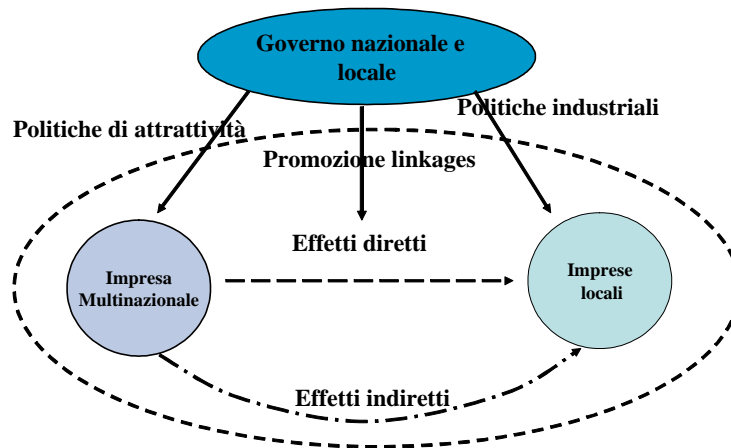 Governo nazionale e
locale
Politiche industriali
Politiche di attrattività
Promozione linkages
Effetti diretti
Impresa
Multinazionale
Imprese
locali
Effetti indiretti